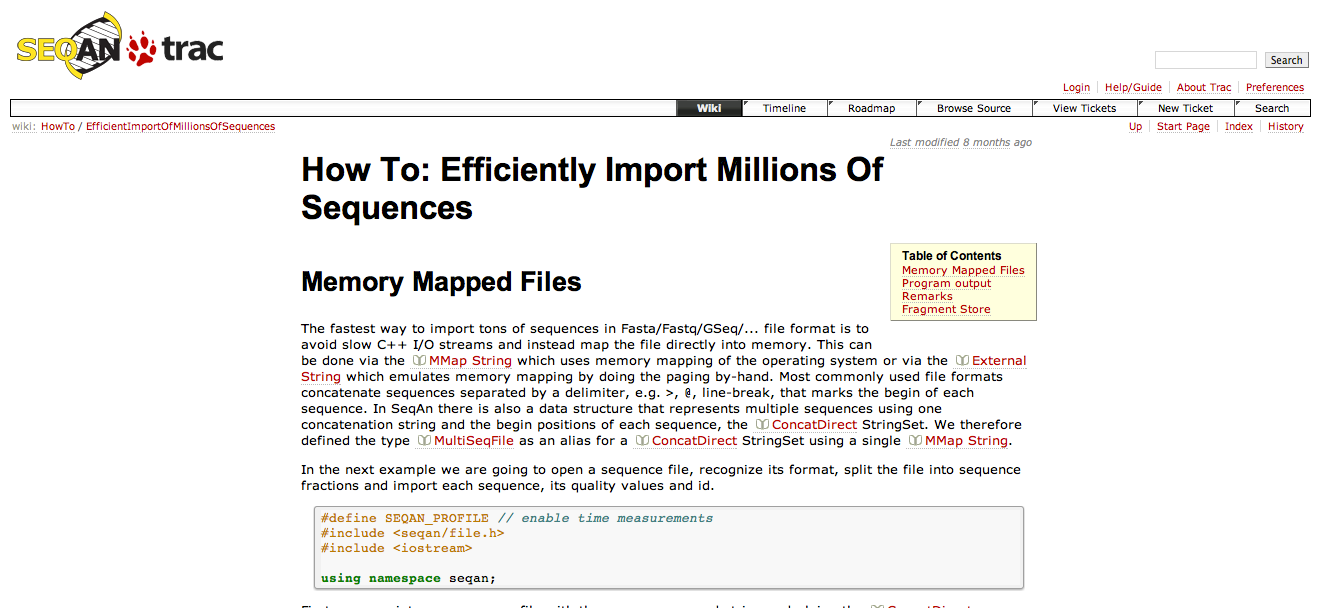 SEQAN trac
Search
Login Help/Guide About Trac Preferences
Wiki Timeline Roadmap Browse Source View Tickets New Ticket Search
wiki: HowTo / EfficientImportOfMillionsOfSequences
Up Start Page Index History
Last modified 8 months ago
How To: Efficiently Import Millions Of
Sequences
Table of Contents
Memory Mapped Files
Program output
Remarks
Fragment Store
Memory Mapped Files
The fastest way to import tons of sequences in Fasta/Fastq/GSeq/... file format is to
avoid slow C++ I/O streams and instead map the file directly into memory. This can
be done via the MMap String which uses memory mapping of the operating system or via the External
String which emulates memory mapping by doing the paging by-hand. Most commonly used file formats
concatenate sequences separated by a delimiter, e.g. >, @, line-break, that marks the begin of each
sequence. In SeqAn there is also a data structure that represents multiple sequences using one
concatenation string and the begin positions of each sequence, the ConcatDirect StringSet. We therefore
defined the type MultiSeqFile as an alias for a ConcatDirect StringSet using a single MMap String.
In the next example we are going to open a sequence file, recognize its format, split the file into sequence
fractions and import each sequence, its quality values and id.
#define SEQAN_PROFILE // enable time measurements
#include <seqan/file.h>
#include <iostream>
using namespace seqan;